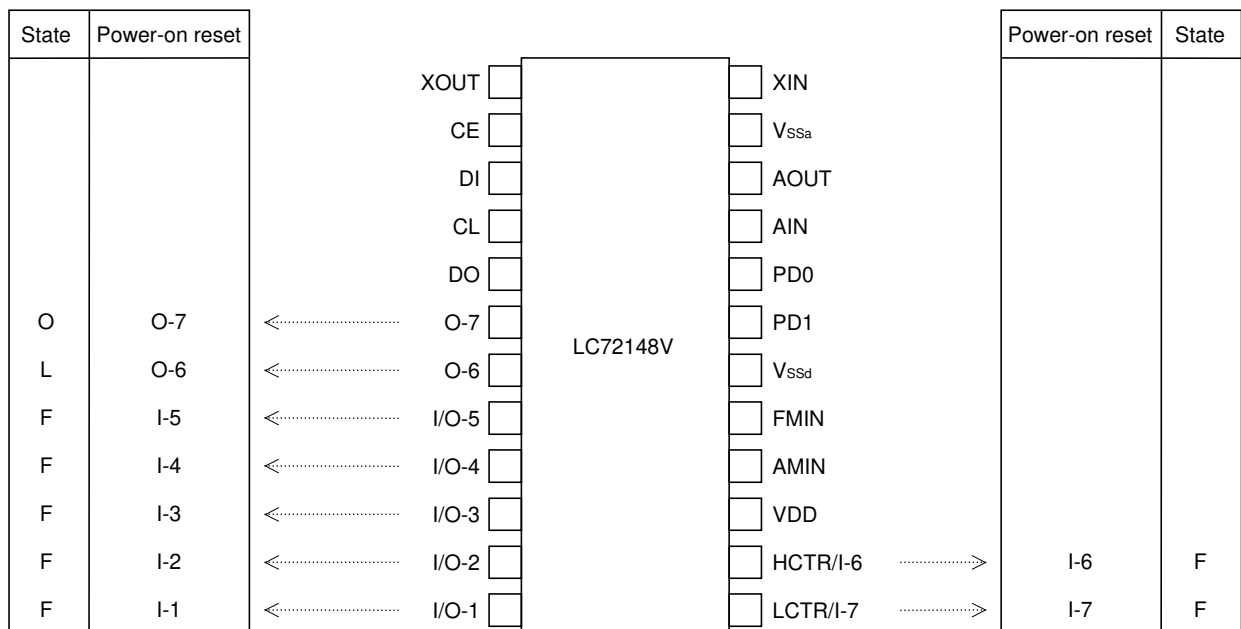 State Power-on reset Power-on reset State
XOUT XIN
CE VSSa
DI AOUT
CL AIN
DO PD0
O O-7 O-7 PD1
LC72148V
L O-6 O-6 VSSd
F I-5 I/O-5 FMIN
F I-4 I/O-4 AMIN
F I-3 I/O-3 VDD
F I-2 I/O-2 HCTR/I-6 I-6 F
F I-1 I/O-1 LCTR/I-7 I-7 F